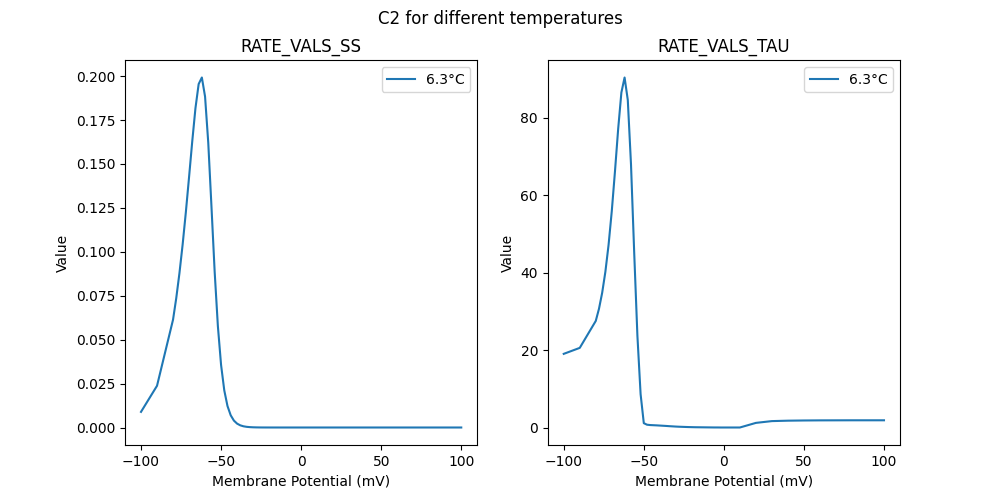 C2 for different temperatures
RATE_VALS_SS
6.3°C
0.200
0.175
0.150
0.125
0.100
0.075
0.050
0.025
0.000
Value
−100
−50
0
50
100
Membrane Potential (mV)
RATE_VALS_TAU
6.3°C
80
60
40
20
0
Value
−100
−50
0
50
100
Membrane Potential (mV)